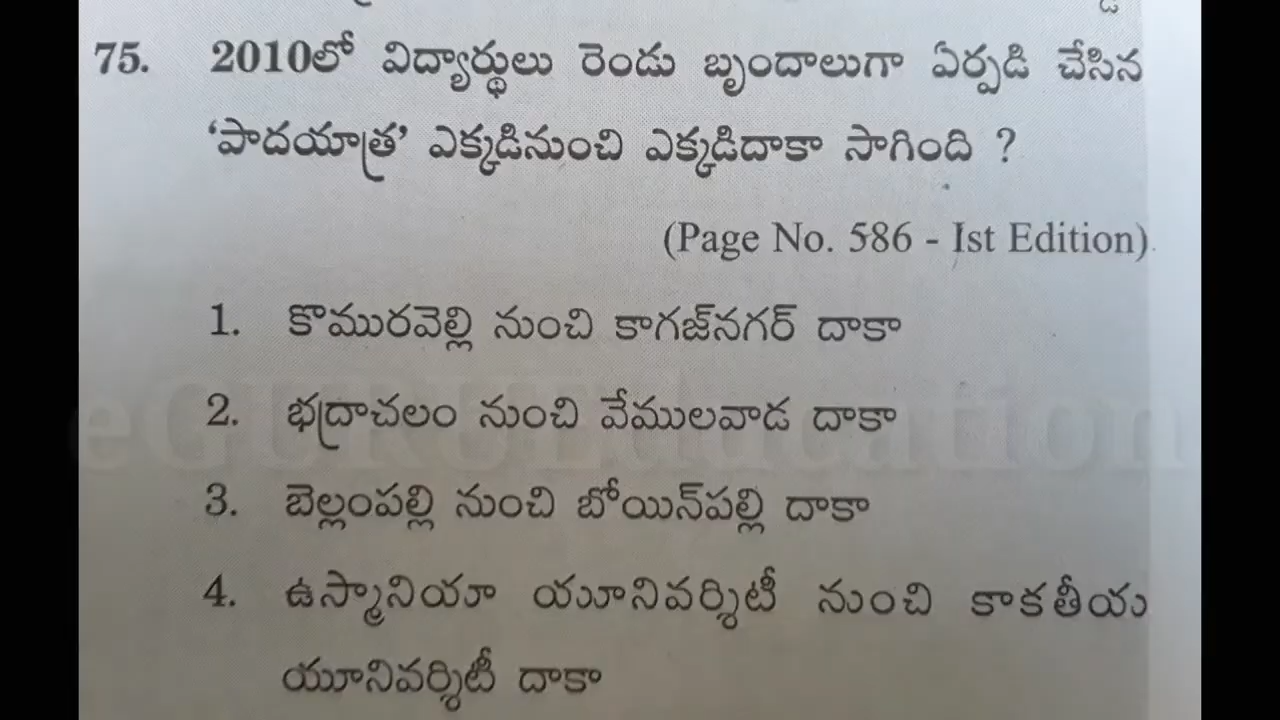 75. 2010లో విద్యార్థులు రెండు బృందాలుగా ఏర్పడి చేసిన
‘పాదయాత్ర’ ఎక్కడినుంచి ఎక్కడిదాకా సాగింది ?
(Page No. 586 - Ist Edition)
1. కొమురవెల్లి నుంచి కాగజ్‌నగర్ దాకా
eGURUEducation
2. భద్రాచలం నుంచి వేములవాడ దాకా
3. బెల్లంపల్లి నుంచి బోయిన్‌పల్లి దాకా
4. ఉస్మానియా యూనివర్శిటీ నుంచి కాకతీయ
యూనివర్శిటీ దాకా